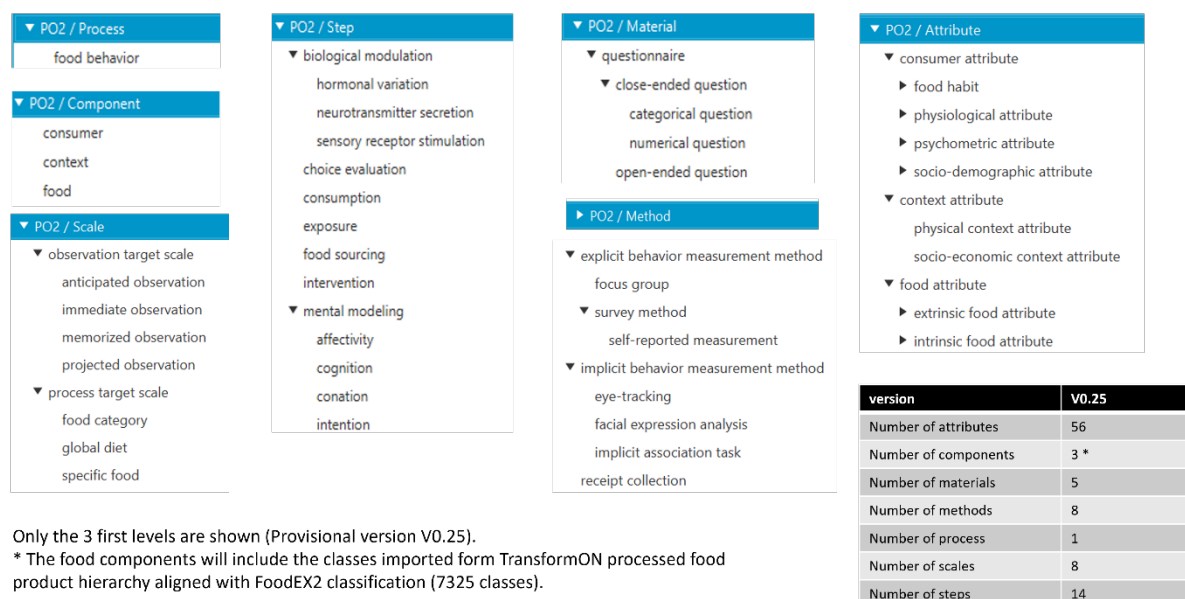 PO2 / Process
food behavior
PO2 / Component
consumer
context
food
PO2 / Scale
observation target scale
anticipated observation
immediate observation
memorized observation
projected observation
process target scale
food category
global diet
specific food
PO2 / Step
biological modulation
hormonal variation
neurotransmitter secretion
sensory receptor stimulation
choice evaluation
consumption
exposure
food sourcing
intervention
mental modeling
affectivity
cognition
conation
intention
PO2 / Material
questionnaire
close-ended question
categorical question
numerical question
open-ended question
PO2 / Method
explicit behavior measurement method
focus group
survey method
self-reported measurement
implicit behavior measurement method
eye-tracking
facial expression analysis
implicit association task
receipt collection
PO2 / Attribute
consumer attribute
food habit
physiological attribute
psychometric attribute
socio-demographic attribute
context attribute
physical context attribute
socio-economic context attribute
food attribute
extrinsic food attribute
intrinsic food attribute
version V0.25
Number of attributes 56
Number of components 3 *
Number of materials 5
Number of methods 8
Number of process 1
Number of scales 8
Number of steps 14
Only the 3 first levels are shown (Provisional version V0.25).
* The food components will include the classes imported form TransformON processed food
product hierarchy aligned with FoodEX2 classification (7325 classes).